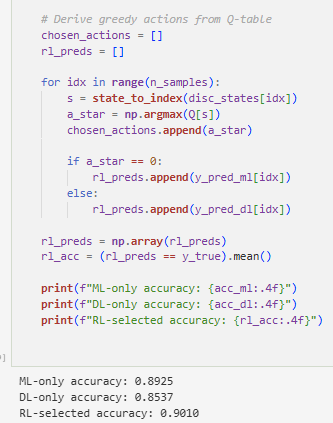 # Derive greedy actions from Q-table
chosen_actions = []
rl_preds = []

for idx in range(n_samples):
    s = state_to_index(disc_states[idx])
    a_star = np.argmax(Q[s])
    chosen_actions.append(a_star)

    if a_star == 0:
        rl_preds.append(y_pred_ml[idx])
    else:
        rl_preds.append(y_pred_dl[idx])

rl_preds = np.array(rl_preds)
rl_acc = (rl_preds == y_true).mean()

print(f"ML-only accuracy: {acc_ml:.4f}")
print(f"DL-only accuracy: {acc_dl:.4f}")
print(f"RL-selected accuracy: {rl_acc:.4f}")

ML-only accuracy: 0.8925
DL-only accuracy: 0.8537
RL-selected accuracy: 0.9010